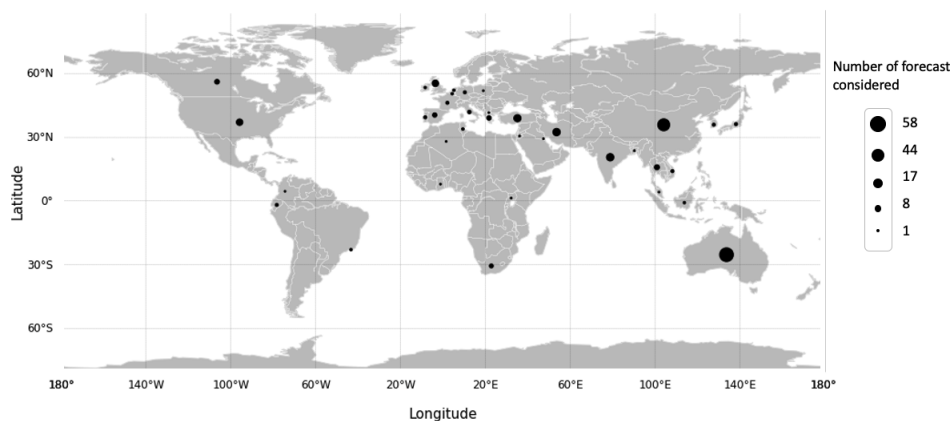 Number of forecast
considered
58
44
17
8
1
60°N
30°N
0°
30°S
60°S
Latitude
180° 140°W 100°W 60°W 20°W 20°E 60°E 100°E 140°E 180°
Longitude